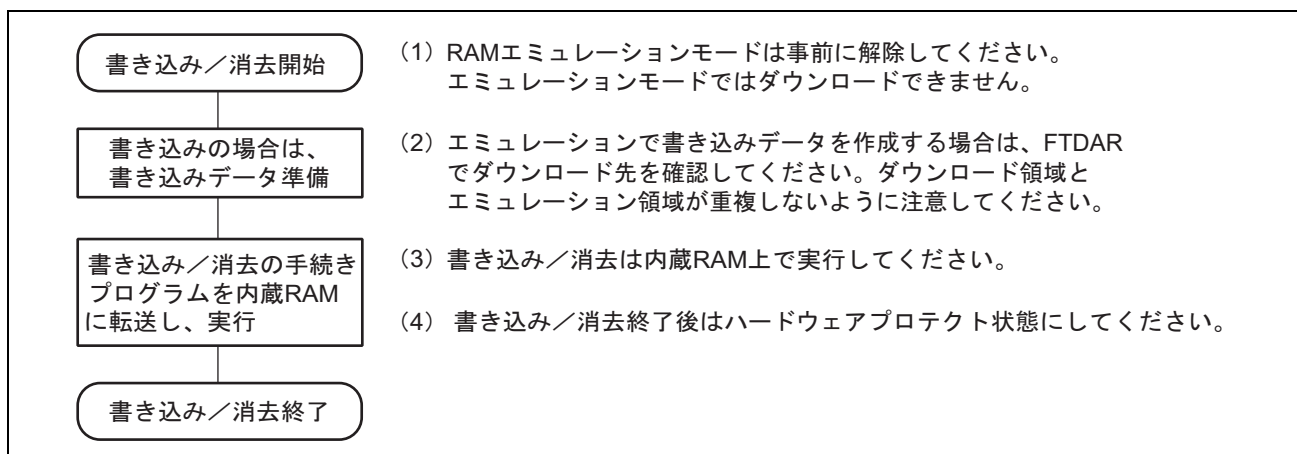 書き込み／消去開始
書き込みの場合は、
書き込みデータ準備
書き込み／消去の手続き
プログラムを内蔵RAM
に転送し、実行
書き込み／消去終了
（1）RAMエミュレーションモードは事前に解除してください。
エミュレーションモードではダウンロードできません。
（2）エミュレーションで書き込みデータを作成する場合は、FTDAR
でダウンロード先を確認してください。ダウンロード領域と
エミュレーション領域が重複しないように注意してください。
（3）書き込み／消去は内蔵RAM上で実行してください。
（4） 書き込み／消去終了後はハードウェアプロテクト状態にしてください。